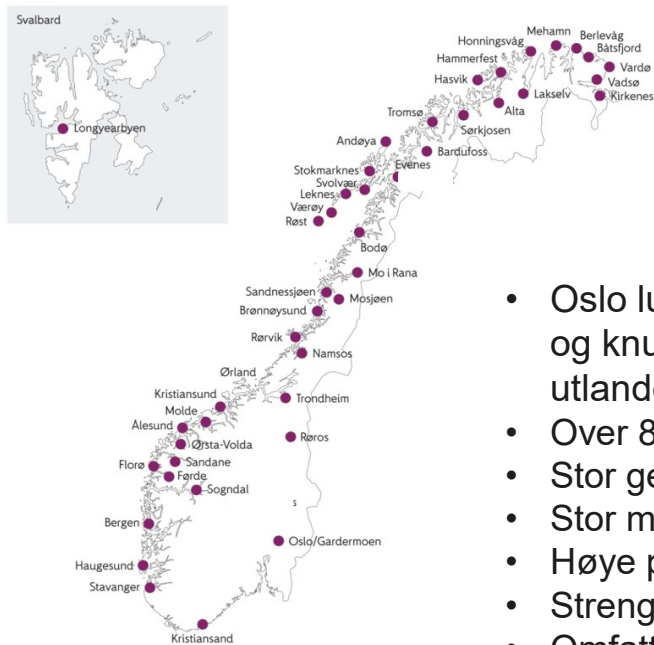 Svalbard
Longyearbyen
Mehamn
Berlevåg
Honningsvåg
Båtsfjord
Hammerfest
Vardø
Hasvik
Vadsø
Lakselv
Kirkenes
Alta
Tromsø
Sørkjosen
Andøya
Bardufoss
Evenes
Stokmarknes
Svolvær
Leknes
Værøy
Røst
Bodø
Mo i Rana
Sandnessjøen
Mosjøen
Brønnøysund
Rørvik
Namsos
Ørland
Kristiansund
Trondheim
Molde
Ålesund
Ørsta-Volda
Røros
Sandane
Florø
Førde
Sogndal
s
Bergen
Oslo/Gardermoen
Haugesund
Stavanger
Kristiansand
• Oslo lu
og knu
utland
• Over 8
• Stor ge
• Stor m
• Høye p
• Streng